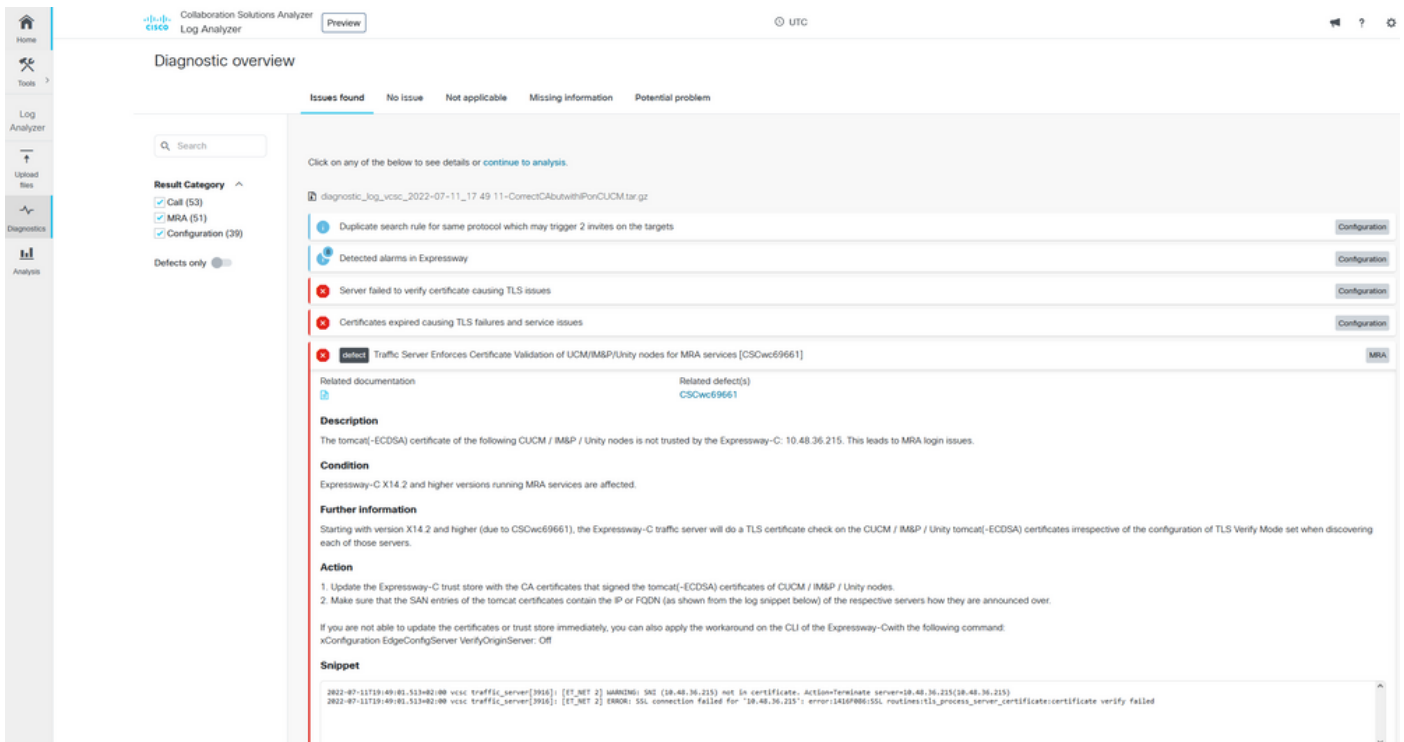 Home
Tools
Log
Analyzer
Upload
files
Diagnostics
Analysis
cisco
Collaboration Solutions Analyzer
Log Analyzer
Preview
UTC
?
Diagnostic overview
Issues found No issue Not applicable Missing information Potential problem
Search
Result Category
Call (53)
MRA (51)
Configuration (39)
Defects only
Click on any of the below to see details or continue to analysis.
diagnostic_log_vcsc_2022-07-11_17 49 11-CorrectCAbutwithIPonCUCM.tar.gz
Duplicate search rule for same protocol which may trigger 2 invites on the targets Configuration
Detected alarms in Expressway Configuration
Server failed to verify certificate causing TLS issues Configuration
Certificates expired causing TLS failures and service issues Configuration
defect Traffic Server Enforces Certificate Validation of UCM/IM&P/Unity nodes for MRA services [CSCwc69661] MRA
Related documentation Related defect(s)
CSCwc69661
Description
The tomcat(-ECDSA) certificate of the following CUCM / IM&P / Unity nodes is not trusted by the Expressway-C: 10.48.36.215. This leads to MRA login issues.
Condition
Expressway-C X14.2 and higher versions running MRA services are affected.
Further information
Starting with version X14.2 and higher (due to CSCwc69661), the Expressway-C traffic server will do a TLS certificate check on the CUCM / IM&P / Unity tomcat(-ECDSA) certificates irrespective of the configuration of TLS Verify Mode set when discovering
each of those servers.
Action
1. Update the Expressway-C trust store with the CA certificates that signed the tomcat(-ECDSA) certificates of CUCM / IM&P / Unity nodes.
2. Make sure that the SAN entries of the tomcat certificates contain the IP or FQDN (as shown from the log snippet below) of the respective servers how they are announced over.
If you are not able to update the certificates or trust store immediately, you can also apply the workaround on the CLI of the Expressway-Cwith the following command:
xConfiguration EdgeConfigServer VerifyOriginServer: Off
Snippet
2022-07-11T19:49:01.513+02:00 vcsc traffic_server[3916]: [ET_NET 2] WARNING: SNI (10.48.36.215) not in certificate. Action=Terminate server=10.48.36.215(10.48.36.215)
2022-07-11T19:49:01.513+02:00 vcsc traffic_server[3916]: [ET_NET 2] ERROR: SSL connection failed for '10.48.36.215': error:1416F086:SSL routines:tls_process_server_certificate:certificate verify failed